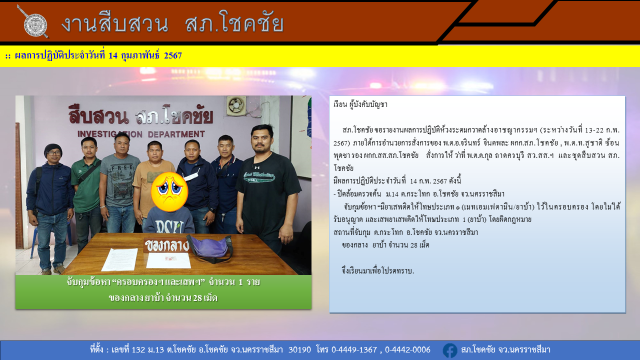 งานสืบสวน สภ.โชคชัย
:: ผลการปฏิบัติประจำวันที่ 14 กุมภาพันธ์ 2567
สืบสวน สภ.โชคชัย
INVESTIGATION DEPARTMENT
ของกลาง
จับกุมข้อหา "ครอบครองฯ และเสพฯ" จำนวน 1 ราย
ของกลาง ยาบ้า จำนวน 28 เม็ด
เรียน ผู้บังคับบัญชา
สภ.โชคชัย ขอรายงานผลการปฏิบัติห้วงระดมกวาดล้างอาชญากรรมฯ (ระหว่างวันที่ 13-22 ก.พ.
2567) ภายใต้การอำนวยการสั่งการของ พ.ต.อ.จรินทร์ จินตพละ ผกก.สภ.โชคชัย , พ.ต.ท.สุชาติ ซ้อน
พุดซา รอง ผกก.สส.สภ.โชคชัย สั่งการให้ ว่าที่ พ.ต.ต.กุล ถาดครบุรี สว.สส.ฯ และชุดสืบสวน สภ.
โชคชัย
มีผลการปฏิบัติประจำวันที่ 14 ก.พ. 2567 ดังนี้
- ปิดล้อมตรวจค้น ม.14 ต.กระโทก อ.โชคชัย จว.นครราชสีมา
จับกุมข้อหา "มียาเสพติดให้โทษประเภท ๑ (เมทแอมเฟตามีน/ยาบ้า) ไว้ในครอบครอง โดยไม่ได้
รับอนุญาต และเสพยาเสพติดให้โทษประเภท 1 (ยาบ้า) โดยผิดกฎหมาย
สถานที่จับกุม ต.กระโทก อ.โชคชัย จว.นครราชสีมา
ของกลาง ยาบ้า จำนวน 28 เม็ด
จึงเรียนมาเพื่อโปรดทราบ.
ที่ตั้ง : เลขที่ 132 ม.13 ต.โชคชัย อ.โชคชัย จว.นครราชสีมา 30190 โทร 0-4449-1367 , 0-4442-0006 สภ.โชคชัย จว.นครราชสีมา